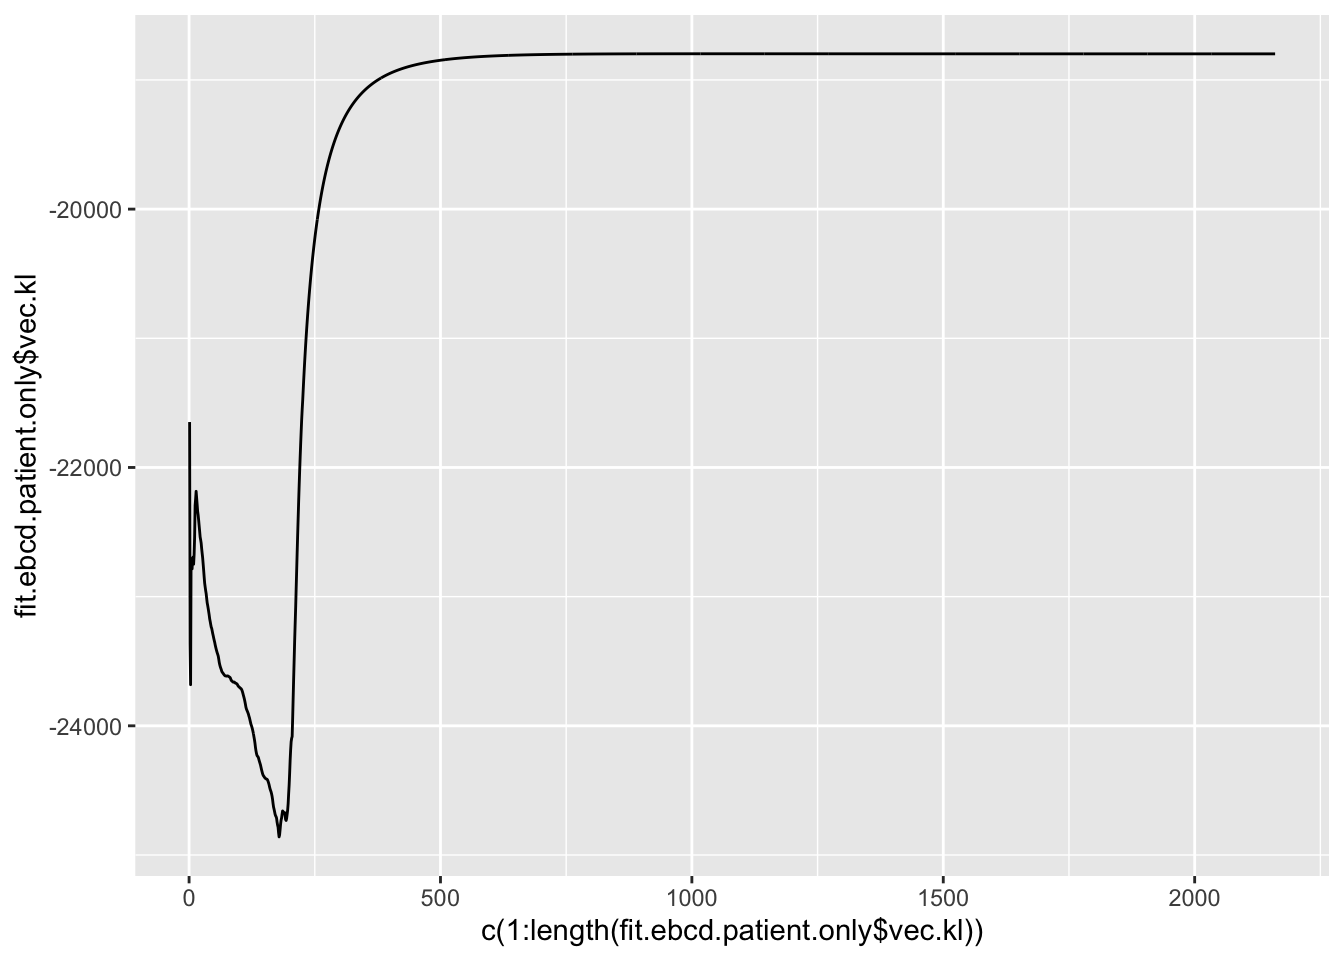 fit.ebcd.patient.only$vec.kl
-20000
-22000
-24000
0 500 1000 1500 2000
c(1:length(fit.ebcd.patient.only$vec.kl))